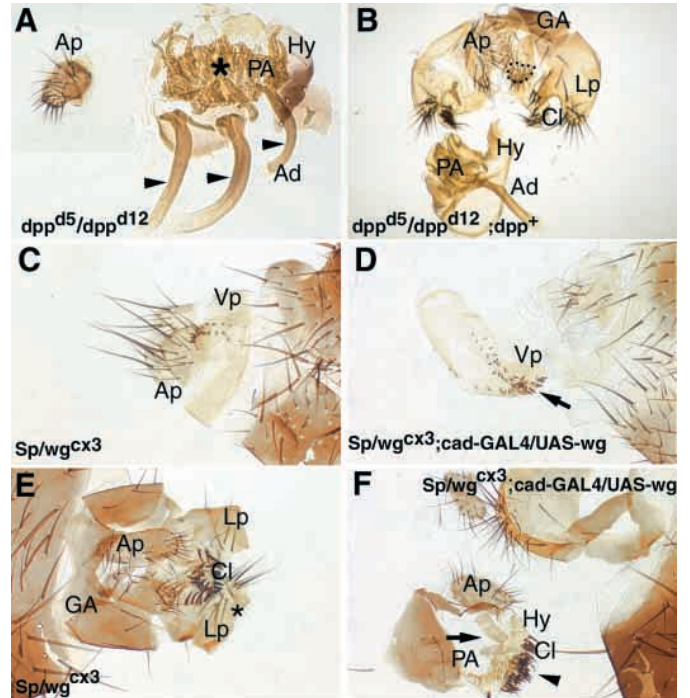 A
Ap
Hy
PA
*
Ad
dpp^d5/dpp^d12
B
GA
Ap
Lp
Cl
Hy
PA
Ad
dpp^d5/dpp^d12;dpp^+
C
Vp
Ap
Sp/wg^cx3
D
Vp
Sp/wg^cx3;cad-GAL4/UAS-wg
E
Lp
Ap
Cl
GA
*
Lp
Sp/wg^cx3
F
Sp/wg^cx3;cad-GAL4/UAS-wg
Ap
Hy
Cl
PA